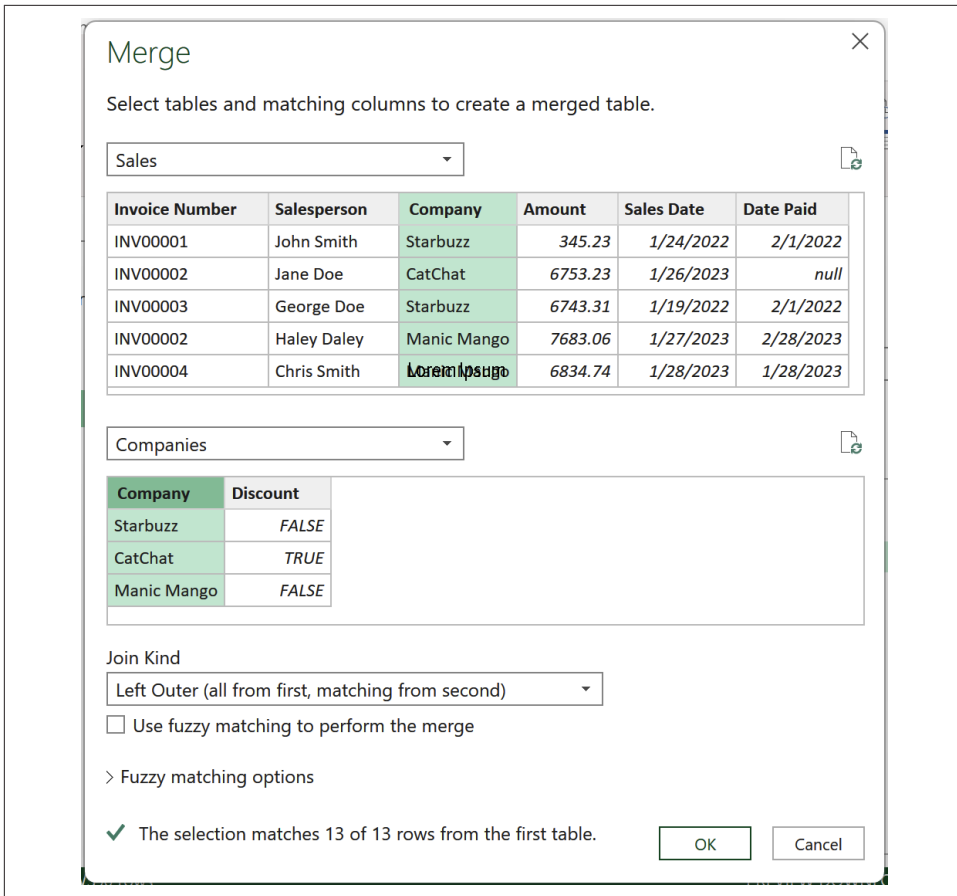 Merge
Select tables and matching columns to create a merged table.
Sales
Invoice Number Salesperson Company Amount Sales Date Date Paid
INV00001 John Smith Starbuzz 345.23 1/24/2022 2/1/2022
INV00002 Jane Doe CatChat 6753.23 1/26/2023 null
INV00003 George Doe Starbuzz 6743.31 1/19/2022 2/1/2022
INV00002 Haley Daley Manic Mango 7683.06 1/27/2023 2/28/2023
INV00004 Chris Smith Lorem Ipsum 6834.74 1/28/2023 1/28/2023
Companies
Company Discount
Starbuzz FALSE
CatChat TRUE
Manic Mango FALSE
Join Kind
Left Outer (all from first, matching from second)
Use fuzzy matching to perform the merge
Fuzzy matching options
The selection matches 13 of 13 rows from the first table.
OK Cancel